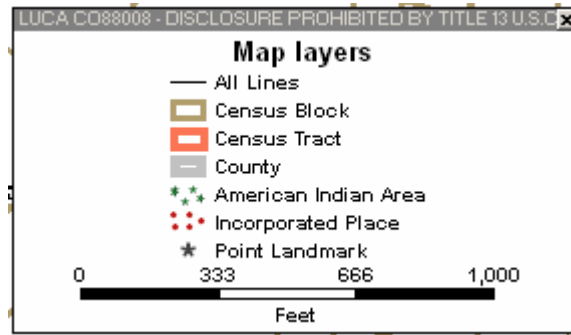 LUCA CO88008 - DISCLOSURE PROHIBITED BY TITLE 13 U.S.C
Map layers
All Lines
Census Block
Census Tract
County
American Indian Area
Incorporated Place
Point Landmark
0 333 666 1,000
Feet